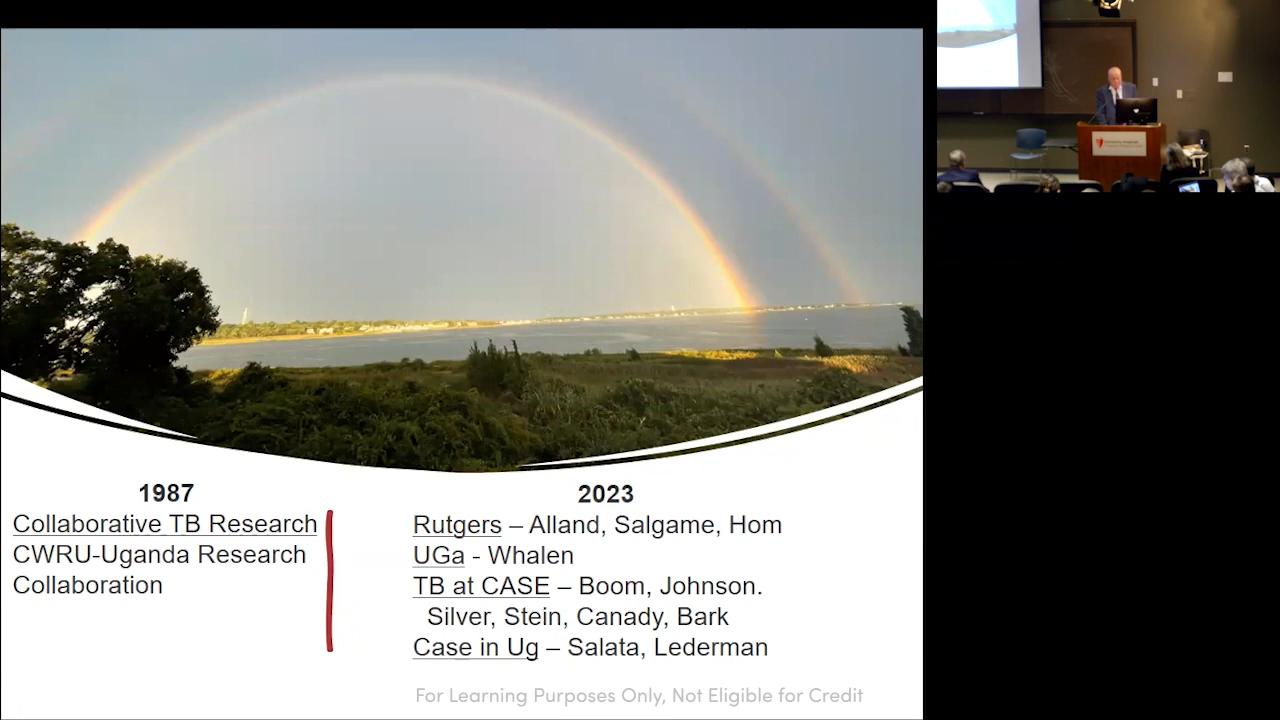 1987
Collaborative TB Research
CWRU-Uganda Research
Collaboration
2023
Rutgers – Alland, Salgame, Hom
UGa - Whalen
TB at CASE – Boom, Johnson.
Silver, Stein, Canady, Bark
Case in Ug – Salata, Lederman
For Learning Purposes Only, Not Eligible for Credit